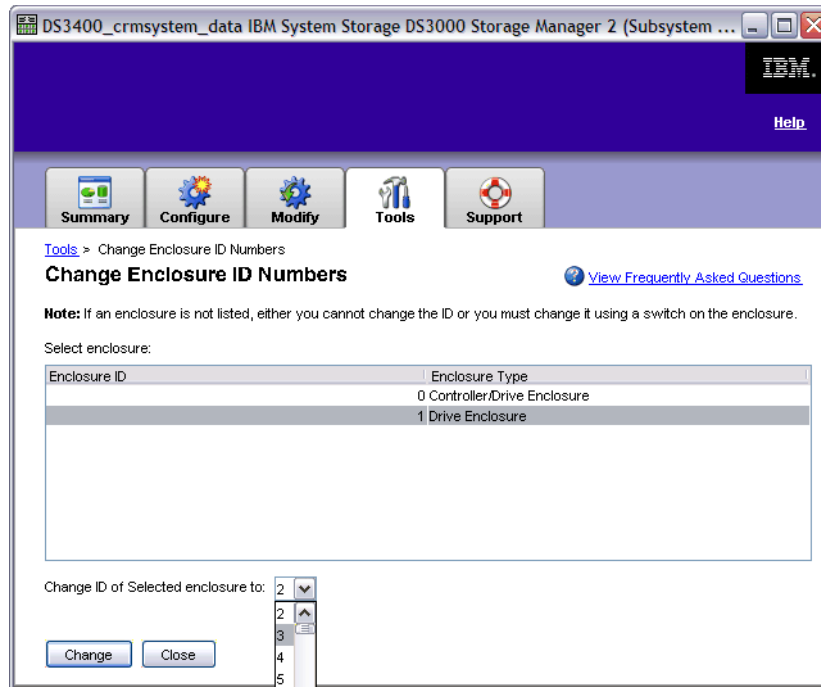 DS3400_crmsystem_data IBM System Storage DS3000 Storage Manager 2 (Subsystem ...
IBM.
Help
Summary
Configure
Modify
Tools
Support
Tools > Change Enclosure ID Numbers
Change Enclosure ID Numbers
View Frequently Asked Questions
Note: If an enclosure is not listed, either you cannot change the ID or you must change it using a switch on the enclosure.
Select enclosure:
Enclosure ID Enclosure Type
0 Controller/Drive Enclosure
1 Drive Enclosure
Change ID of Selected enclosure to: 2
2
3
4
5
Change Close